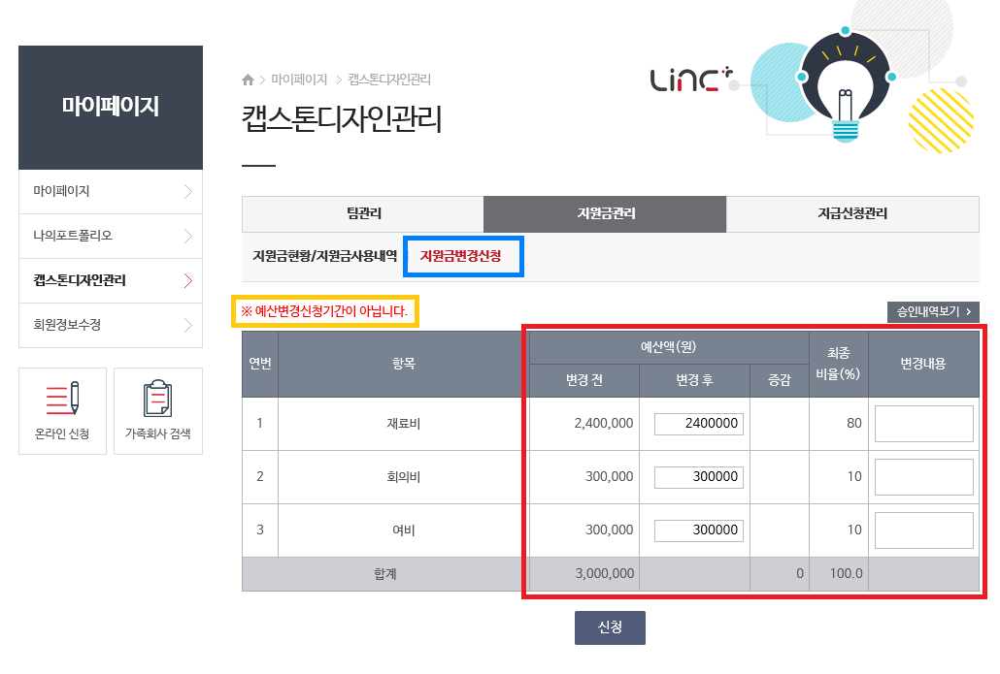 마이페이지
마이페이지
나의포트폴리오
캡스톤디자인관리
회원정보수정
온라인 신청
가족회사 검색
마이페이지 > 캡스톤디자인관리
캡스톤디자인관리
LINC+
팀관리 지원금관리 지급신청관리
지원금현황/지원금사용내역 지원금변경신청
※ 예산변경신청기간이 아닙니다.
승인내역보기 >
연번 항목 예산액(원) 최종 비율(%) 변경내용
변경 전 변경 후 증감
1 재료비 2,400,000 2400000 80
2 회의비 300,000 300000 10
3 여비 300,000 300000 10
합계 3,000,000 0 100.0
신청